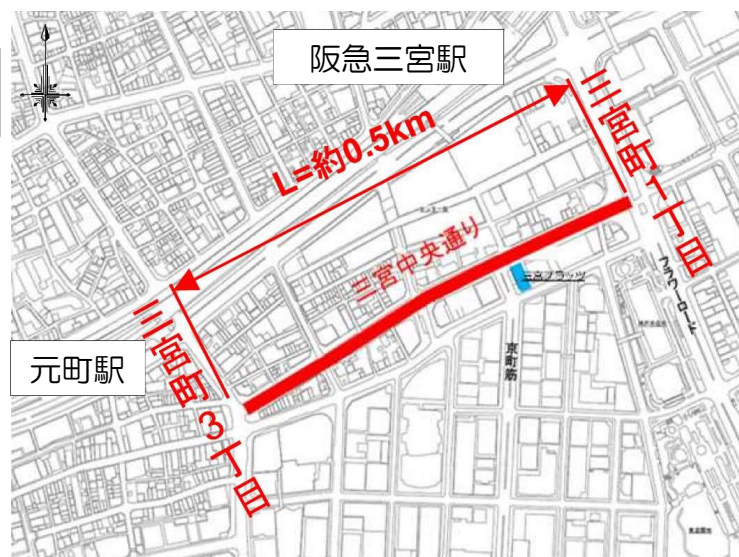 阪急三宮駅
三宮町1丁目
L=約0.5km
三宮中央通り
三宮プラッツ
フラワーロード
三宮町3丁目
元町駅
京町筋